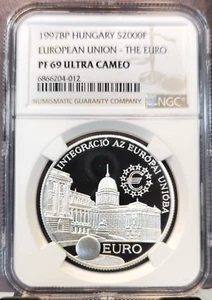 1997BP HUNGARY S2000F
EUROPEAN UNION - THE EURO
PF 69 ULTRA CAMEO
6866204-012
NUMISMATIC GUARANTY COMPANY
NGC
INTEGRÁCIÓ AZ EURÓPAI UNIÓBA
EURO